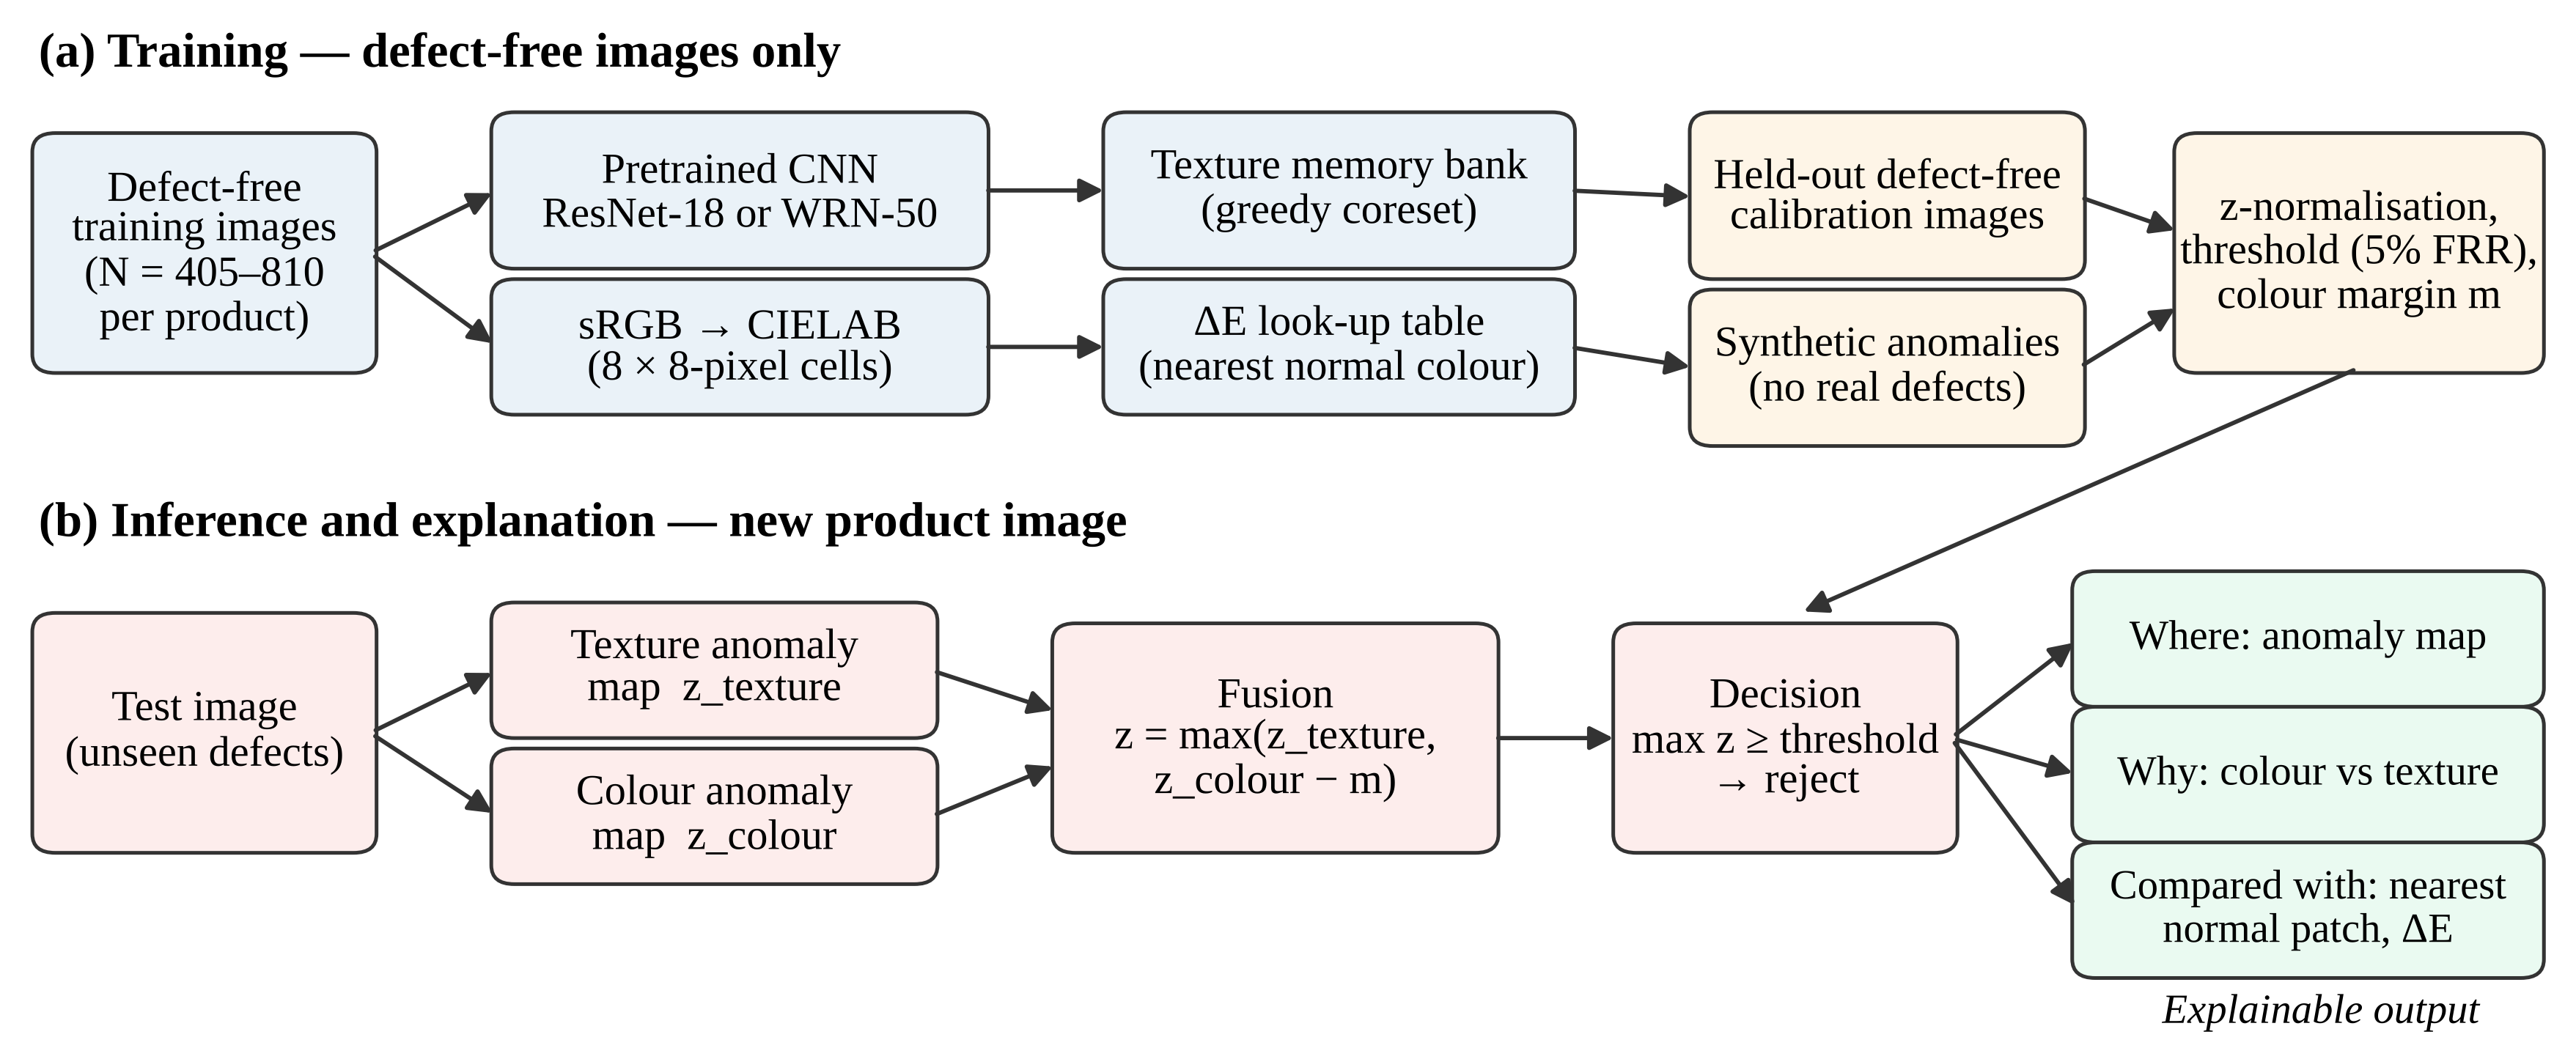 (a) Training — defect-free images only
Defect-free
training images
(N = 405–810
per product)
Pretrained CNN
ResNet-18 or WRN-50
sRGB → CIELAB
(8 × 8-pixel cells)
Texture memory bank
(greedy coreset)
ΔE look-up table
(nearest normal colour)
Held-out defect-free
calibration images
Synthetic anomalies
(no real defects)
z-normalisation,
threshold (5% FRR),
colour margin m
(b) Inference and explanation — new product image
Test image
(unseen defects)
Texture anomaly
map z_texture
Colour anomaly
map z_colour
Fusion
z = max(z_texture,
z_colour − m)
Decision
max z ≥ threshold
→ reject
Where: anomaly map
Why: colour vs texture
Compared with: nearest
normal patch, ΔE
Explainable output